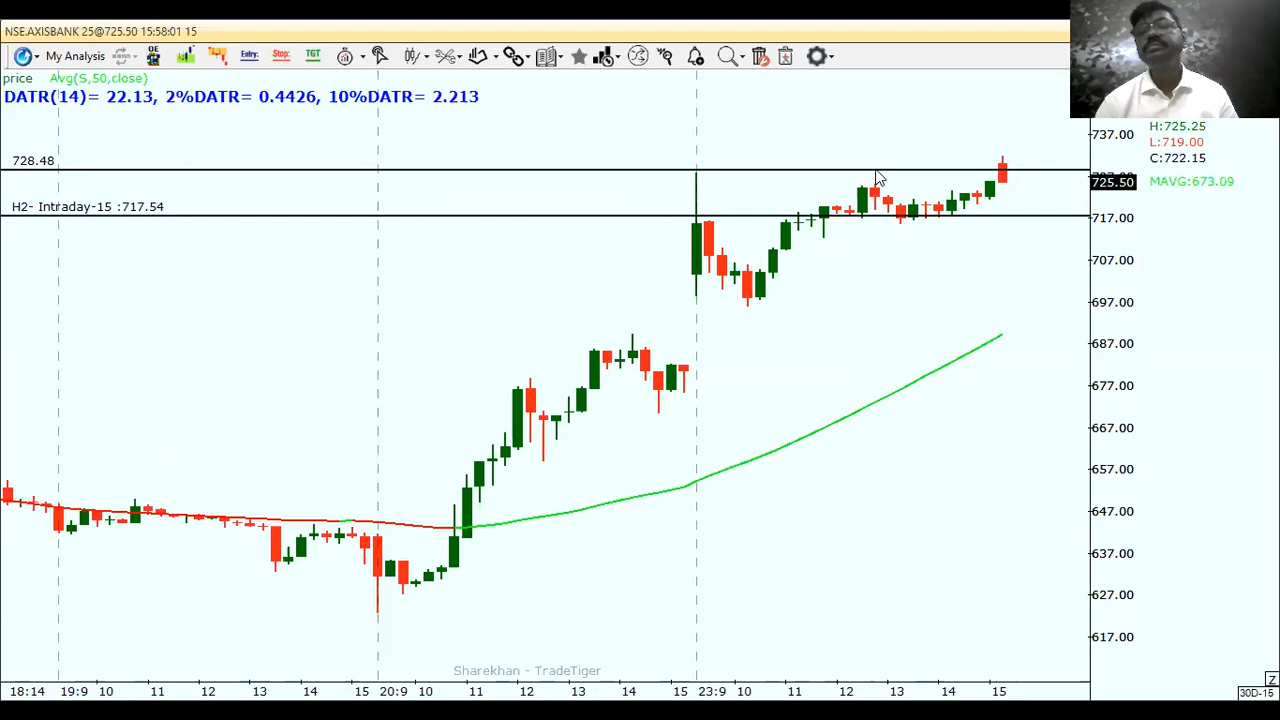 NSE.AXISBANK 25@725.50 15:58:01 15
My Analysis OE Entry: Stop: TGT
price Avg(S,50,close)
DATR(14)= 22.13, 2%DATR= 0.4426, 10%DATR= 2.213
H:725.25
L:719.00
C:722.15
MAVG:673.09
728.48
H2- Intraday-15 :717.54
737.00
725.50
717.00
707.00
697.00
687.00
677.00
667.00
657.00
647.00
637.00
627.00
617.00
Sharekhan - TradeTiger
18:14 19:9 10 11 12 13 14 15 20:9 10 11 12 13 14 15 23:9 10 11 12 13 14 15
Z
30D-15